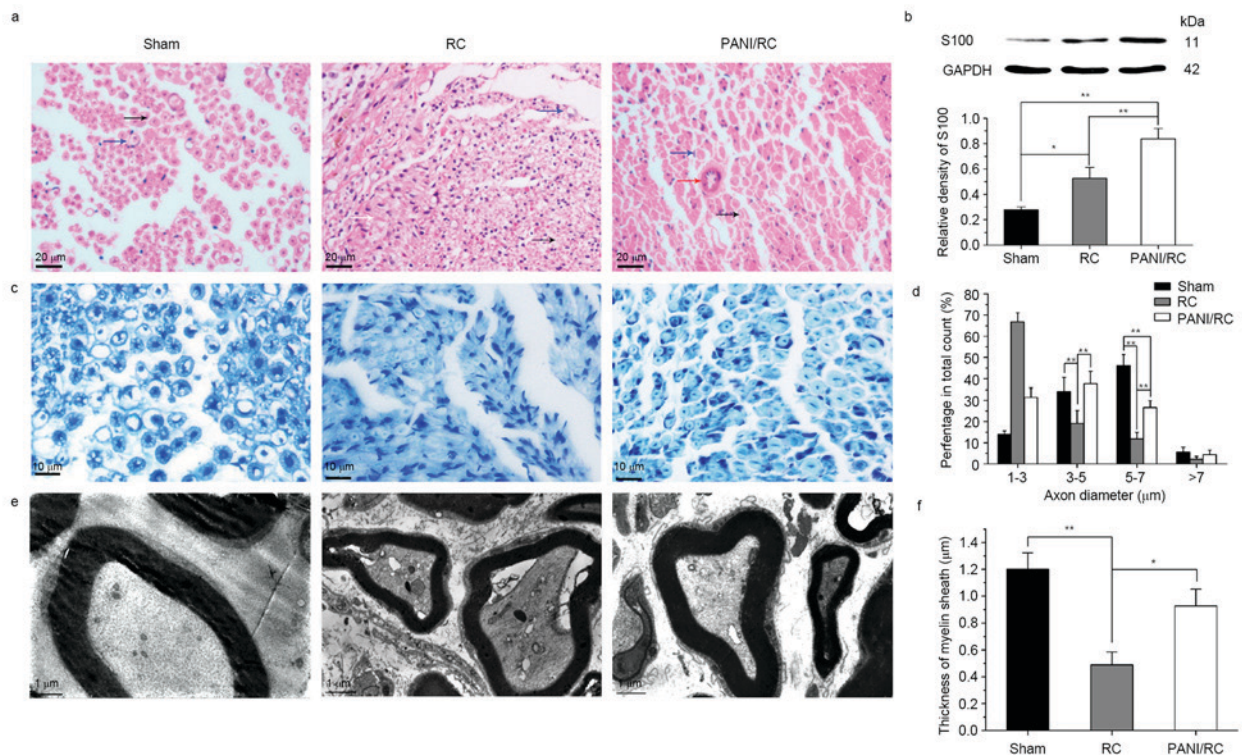 a
Sham
RC
PANI/RC
20 μm
20 μm
20 μm
b
kDa
S100
11
GAPDH
42
Relative density of S100
1.0
0.8
0.6
0.4
0.2
0.0
*
**
**
Sham
RC
PANI/RC
c
10 μm
10 μm
10 μm
d
Perfentage in total count (%)
80
70
60
50
40
30
20
10
0
Sham
RC
PANI/RC
**
**
**
**
**
1-3
3-5
5-7
>7
Axon diameter (μm)
e
1 μm
1 μm
1 μm
f
Thickness of myelin sheath (μm)
1.4
1.2
1.0
0.8
0.6
0.4
0.2
0.0
**
*
Sham
RC
PANI/RC